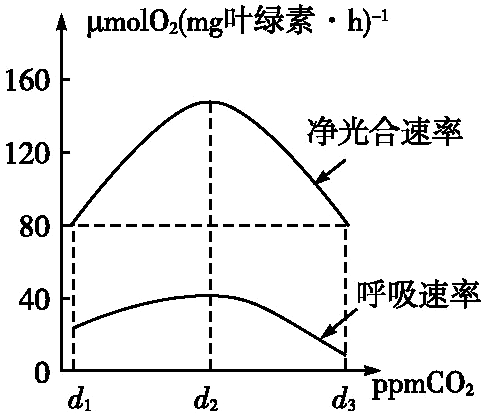 μmolO₂(mg叶绿素·h)⁻¹
160
120
80
40
0
净光合速率
呼吸速率
d₁
d₂
d₃
ppmCO₂